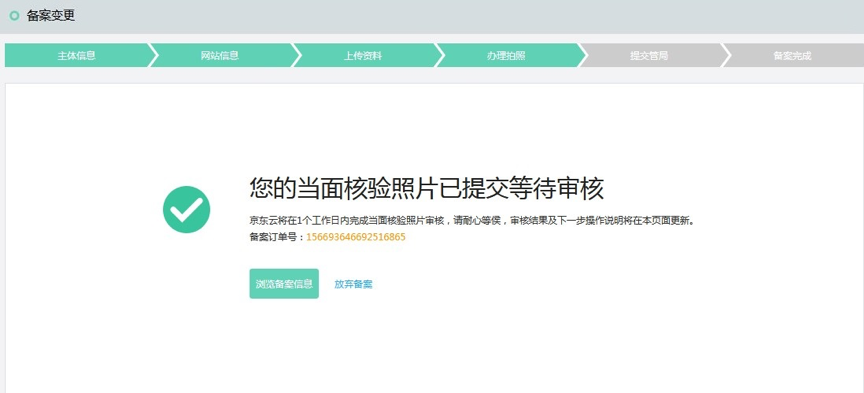 备案变更
主体信息
网站信息
上传资料
办理拍照
提交管局
备案完成
您的当面核验照片已提交等待审核
京东云将在1个工作日内完成当面核验照片审核，请耐心等侯，审核结果及下一步操作说明将在本页面更新。
备案订单号：156693646692516865
浏览备案信息
放弃备案